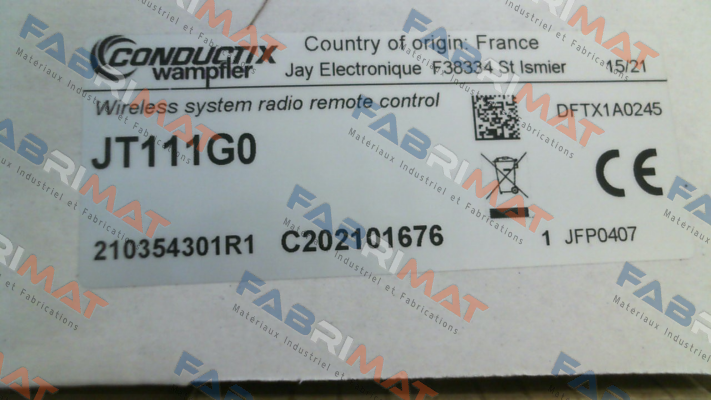 CONDUCTIX
wampfler
Country of origin: France
Jay Electronique F38334 St Ismier 15/21
Wireless system radio remote control
DFTX1A0245
JT111G0
CE
210354301R1 C202101676 1 JFP0407
FABRIMAT
Materiaux Industriel et Fabrications